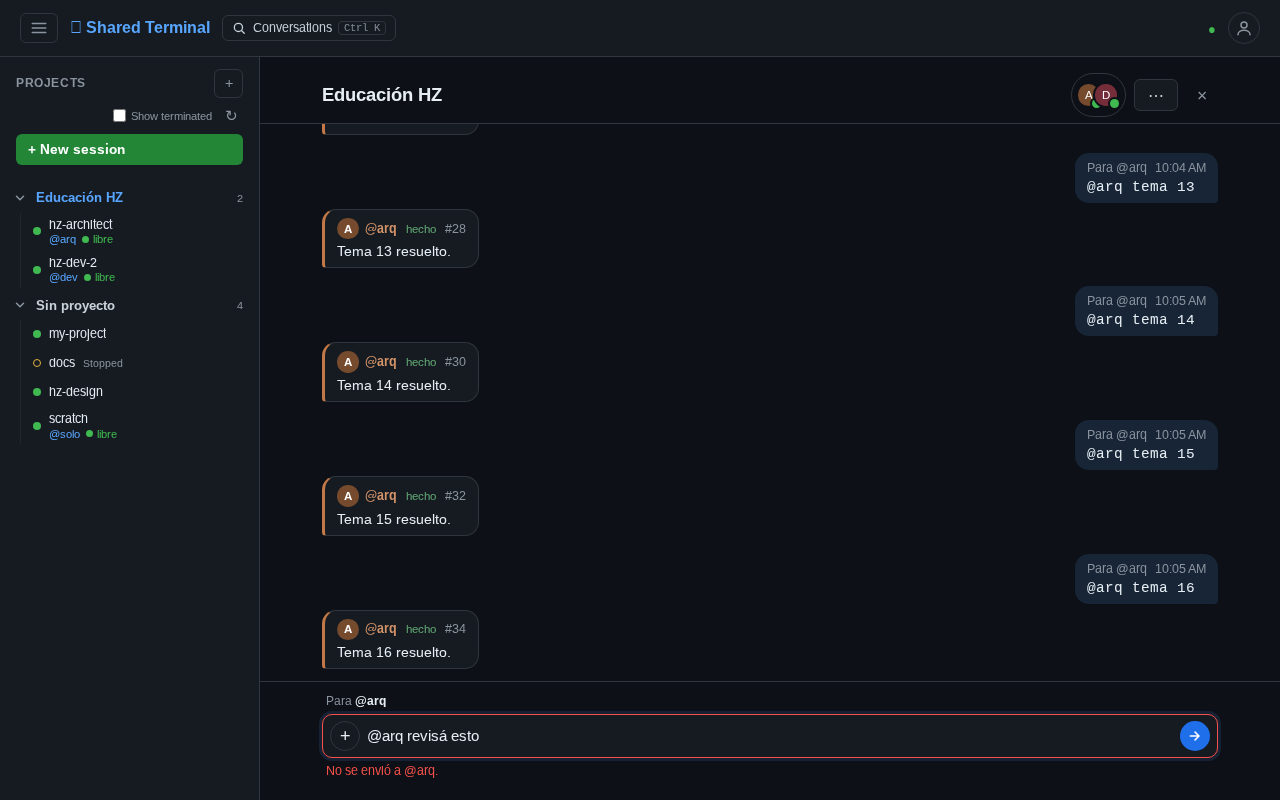 Shared Terminal
Conversations Ctrl K
PROJECTS
+
Show terminated ↻
+ New session
Educación HZ 2
hz-architect
@arq libre
hz-dev-2
@dev libre
Sin proyecto 4
my-project
docs Stopped
hz-design
scratch
@solo libre
Educación HZ
A D ⋯ ×
Para @arq 10:04 AM
@arq tema 13
A @arq hecho #28
Tema 13 resuelto.
Para @arq 10:05 AM
@arq tema 14
A @arq hecho #30
Tema 14 resuelto.
Para @arq 10:05 AM
@arq tema 15
A @arq hecho #32
Tema 15 resuelto.
Para @arq 10:05 AM
@arq tema 16
A @arq hecho #34
Tema 16 resuelto.
Para @arq
+ @arq revisá esto
No se envió a @arq.